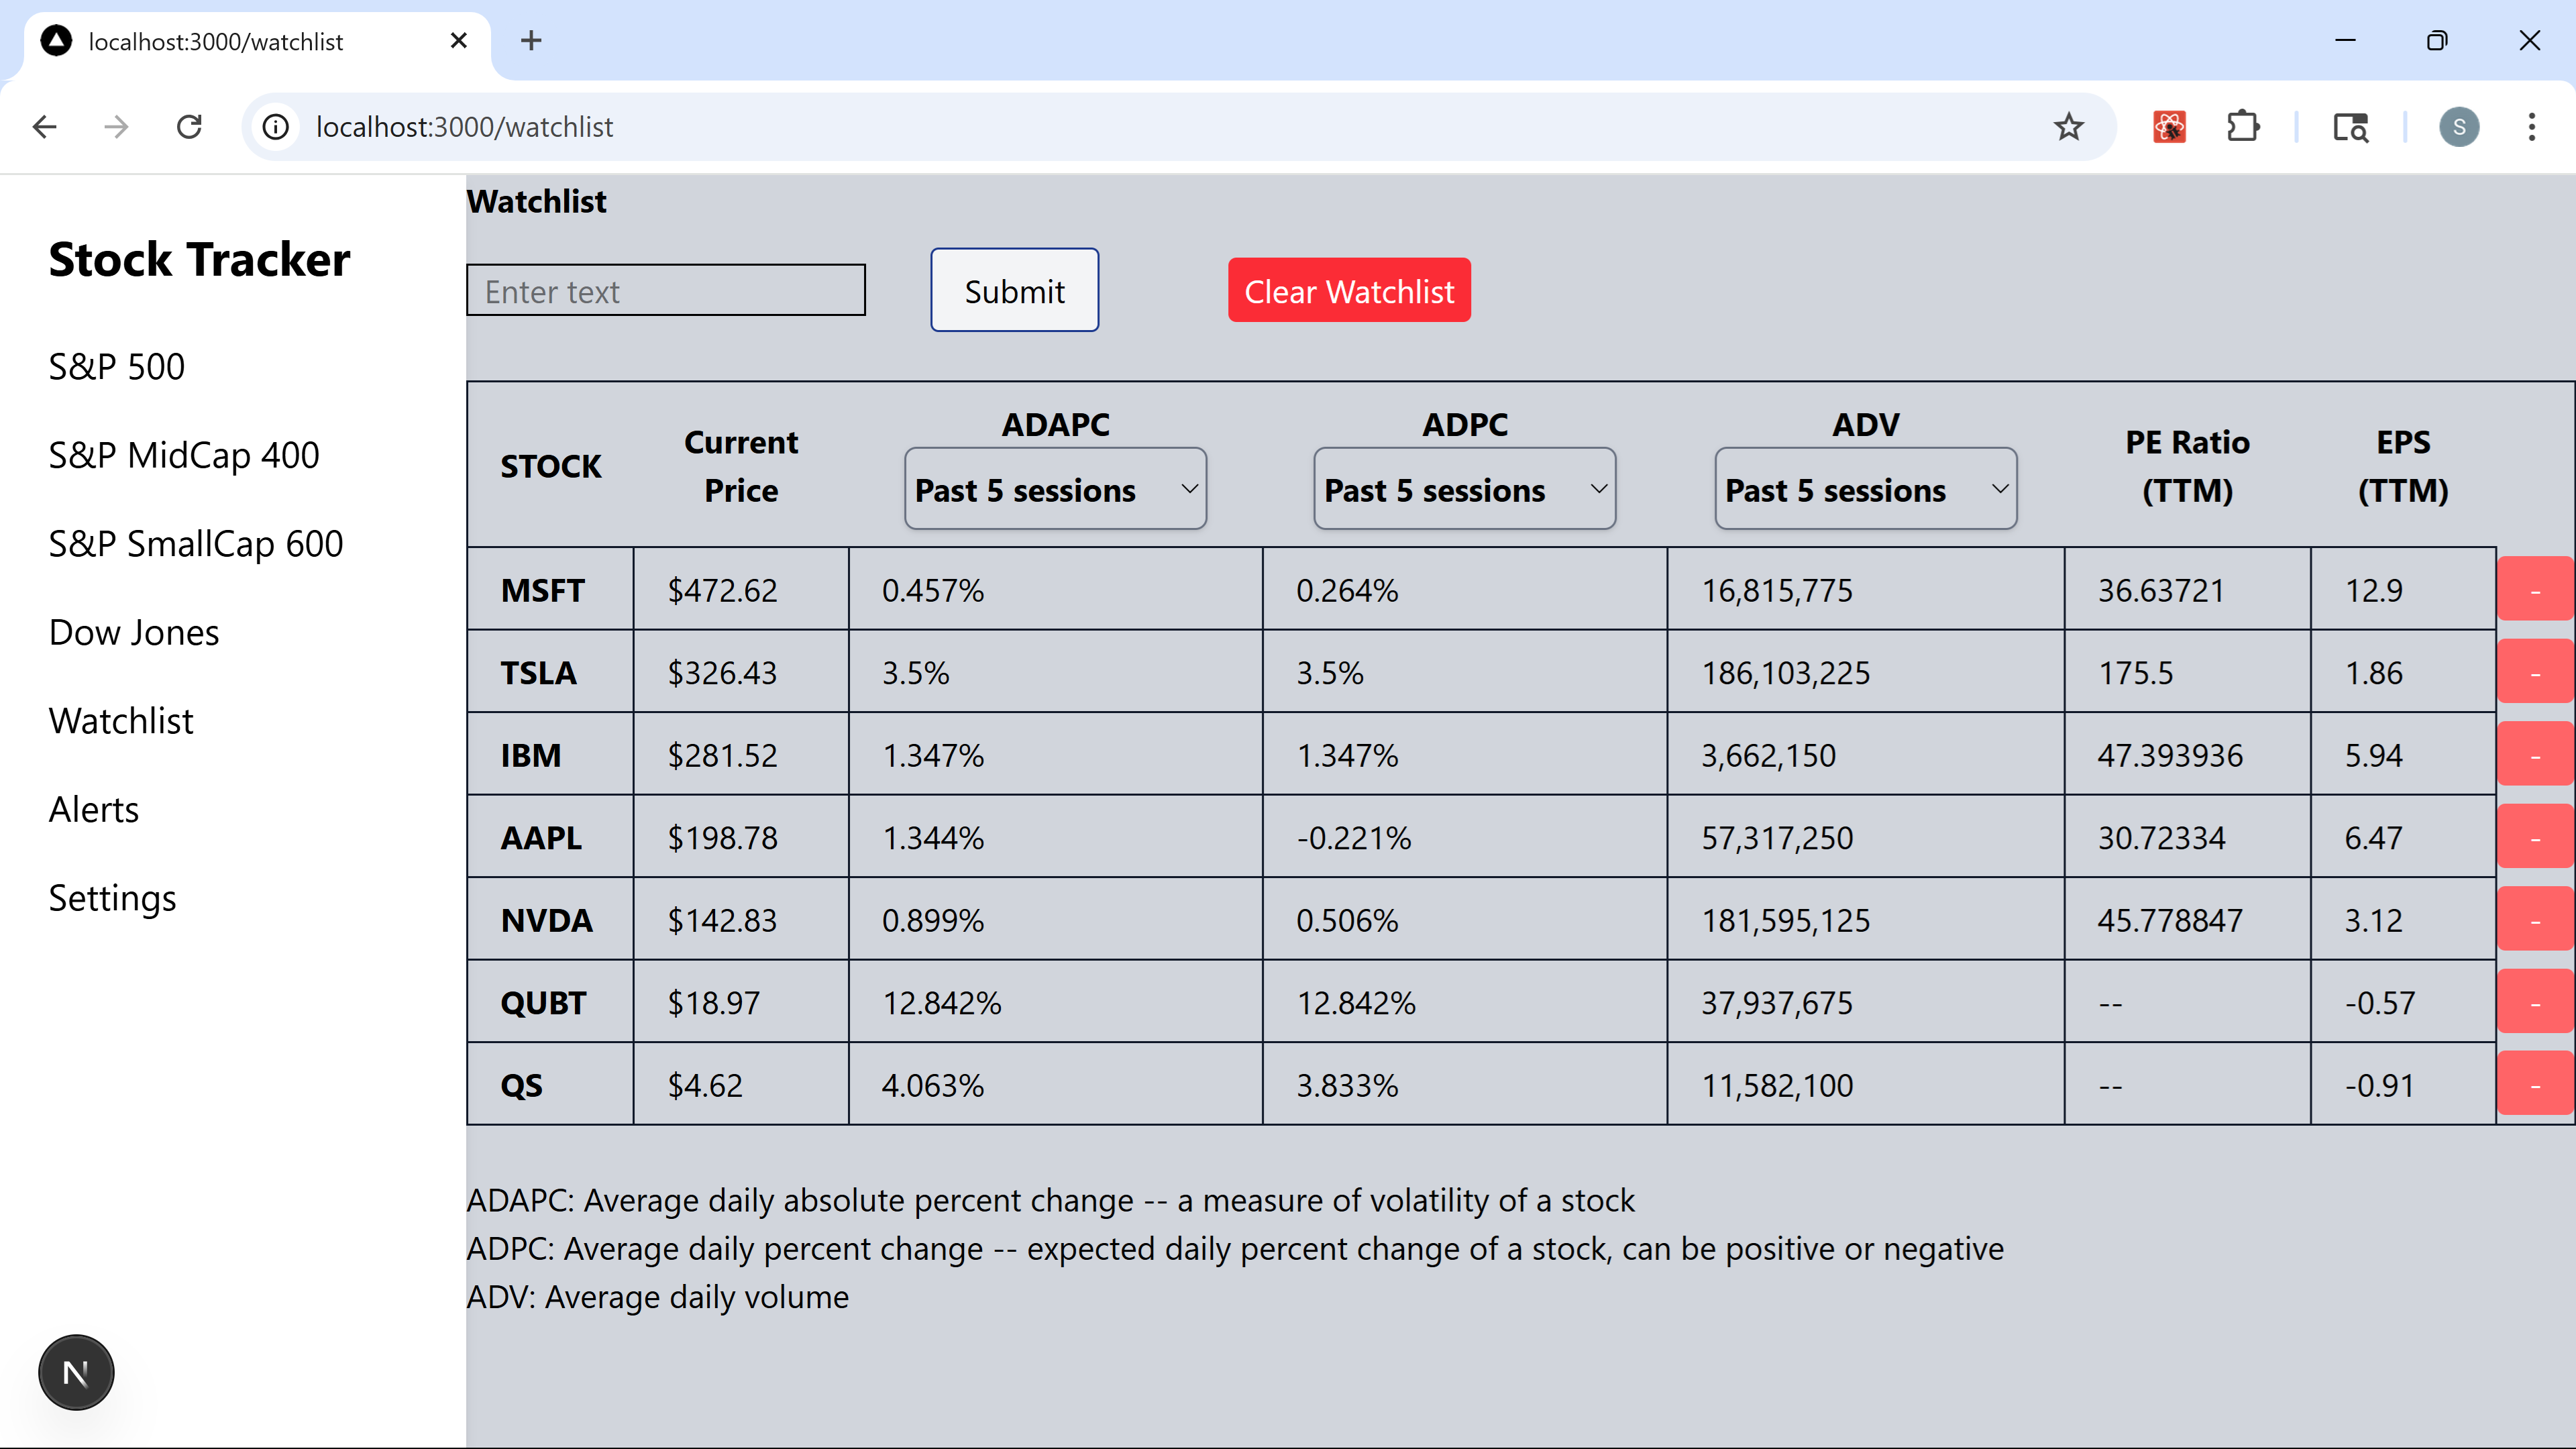 localhost:3000/watchlist
localhost:3000/watchlist
S
Stock Tracker
S&P 500
S&P MidCap 400
S&P SmallCap 600
Dow Jones
Watchlist
Alerts
Settings
N
Watchlist
Enter text Submit Clear Watchlist
STOCK Current Price ADAPC Past 5 sessions ADPC Past 5 sessions ADV Past 5 sessions PE Ratio (TTM) EPS (TTM)
MSFT $472.62 0.457% 0.264% 16,815,775 36.63721 12.9 -
TSLA $326.43 3.5% 3.5% 186,103,225 175.5 1.86 -
IBM $281.52 1.347% 1.347% 3,662,150 47.393936 5.94 -
AAPL $198.78 1.344% -0.221% 57,317,250 30.72334 6.47 -
NVDA $142.83 0.899% 0.506% 181,595,125 45.778847 3.12 -
QUBT $18.97 12.842% 12.842% 37,937,675 -- -0.57 -
QS $4.62 4.063% 3.833% 11,582,100 -- -0.91 -
ADAPC: Average daily absolute percent change -- a measure of volatility of a stock
ADPC: Average daily percent change -- expected daily percent change of a stock, can be positive or negative
ADV: Average daily volume